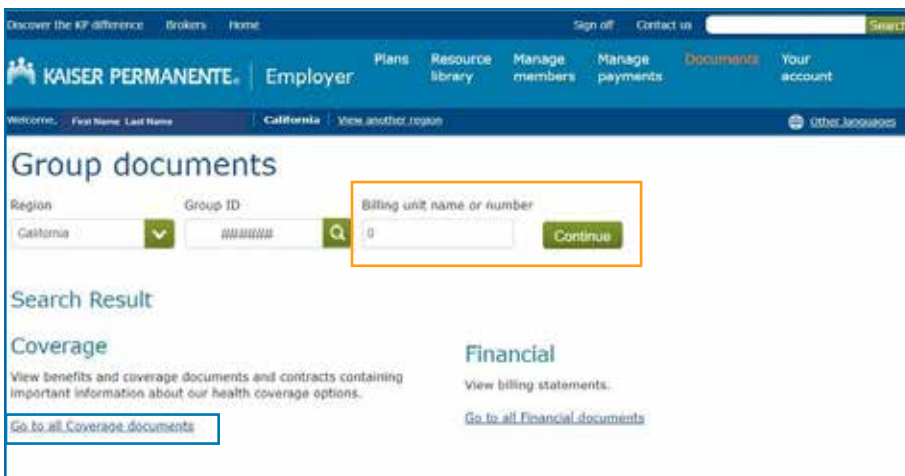 Discover the KP difference Brokers Home Sign off Contact us Search
KAISER PERMANENTE. Employer Plans Resource library Manage members Manage payments Documents Your account
Welcome, First Name Last Name California View another region Other languages
Group documents
Region Group ID Billing unit name or number
California ####### 0 Continue
Search Result
Coverage
View benefits and coverage documents and contracts containing
important information about our health coverage options.
Go to all Coverage documents
Financial
View billing statements.
Go to all Financial documents